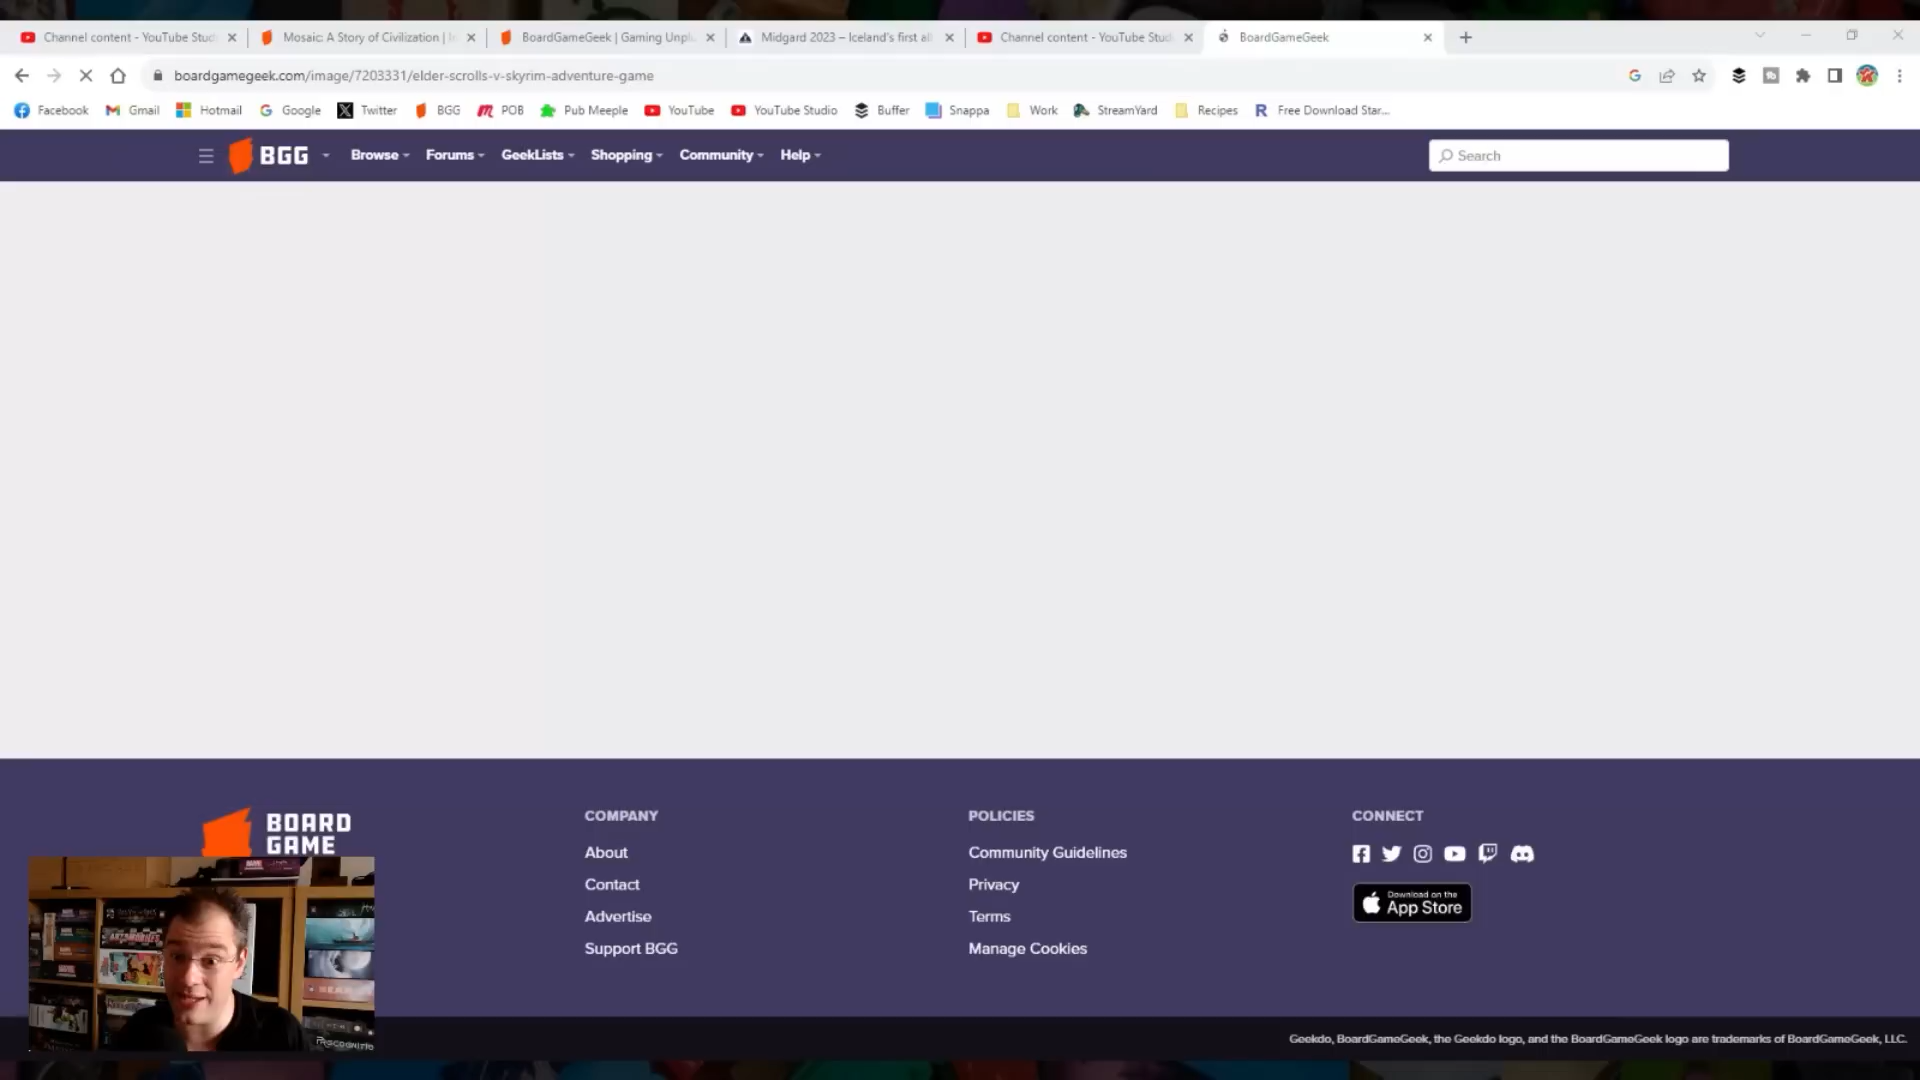 Channel content - YouTube Stud
Mosaic: A Story of Civilization |
BoardGameGeek | Gaming Unplu
Midgard 2023 – Iceland's first al
Channel content - YouTube Stud
BoardGameGeek
boardgamegeek.com/image/7203331/elder-scrolls-v-skyrim-adventure-game
Facebook Gmail Hotmail Google Twitter BGG POB Pub Meeple YouTube YouTube Studio Buffer Snappa Work StreamYard Recipes Free Download Star...
BGG Browse Forums GeekLists Shopping Community Help Search
BOARD
GAME
COMPANY
About
Contact
Advertise
Support BGG
POLICIES
Community Guidelines
Privacy
Terms
Manage Cookies
CONNECT
Download on the
App Store
Geekdo, BoardGameGeek, the Geekdo logo, and the BoardGameGeek logo are trademarks of BoardGameGeek, LLC.